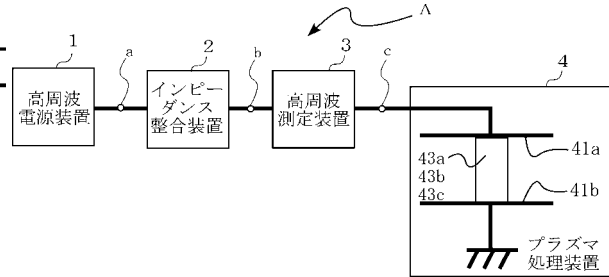 A
1
a
2
b
3
c
4
高周波
電源装置
インピー
ダンス
整合装置
高周波
測定装置
43a
43b
43c
41a
41b
プラズマ
処理装置